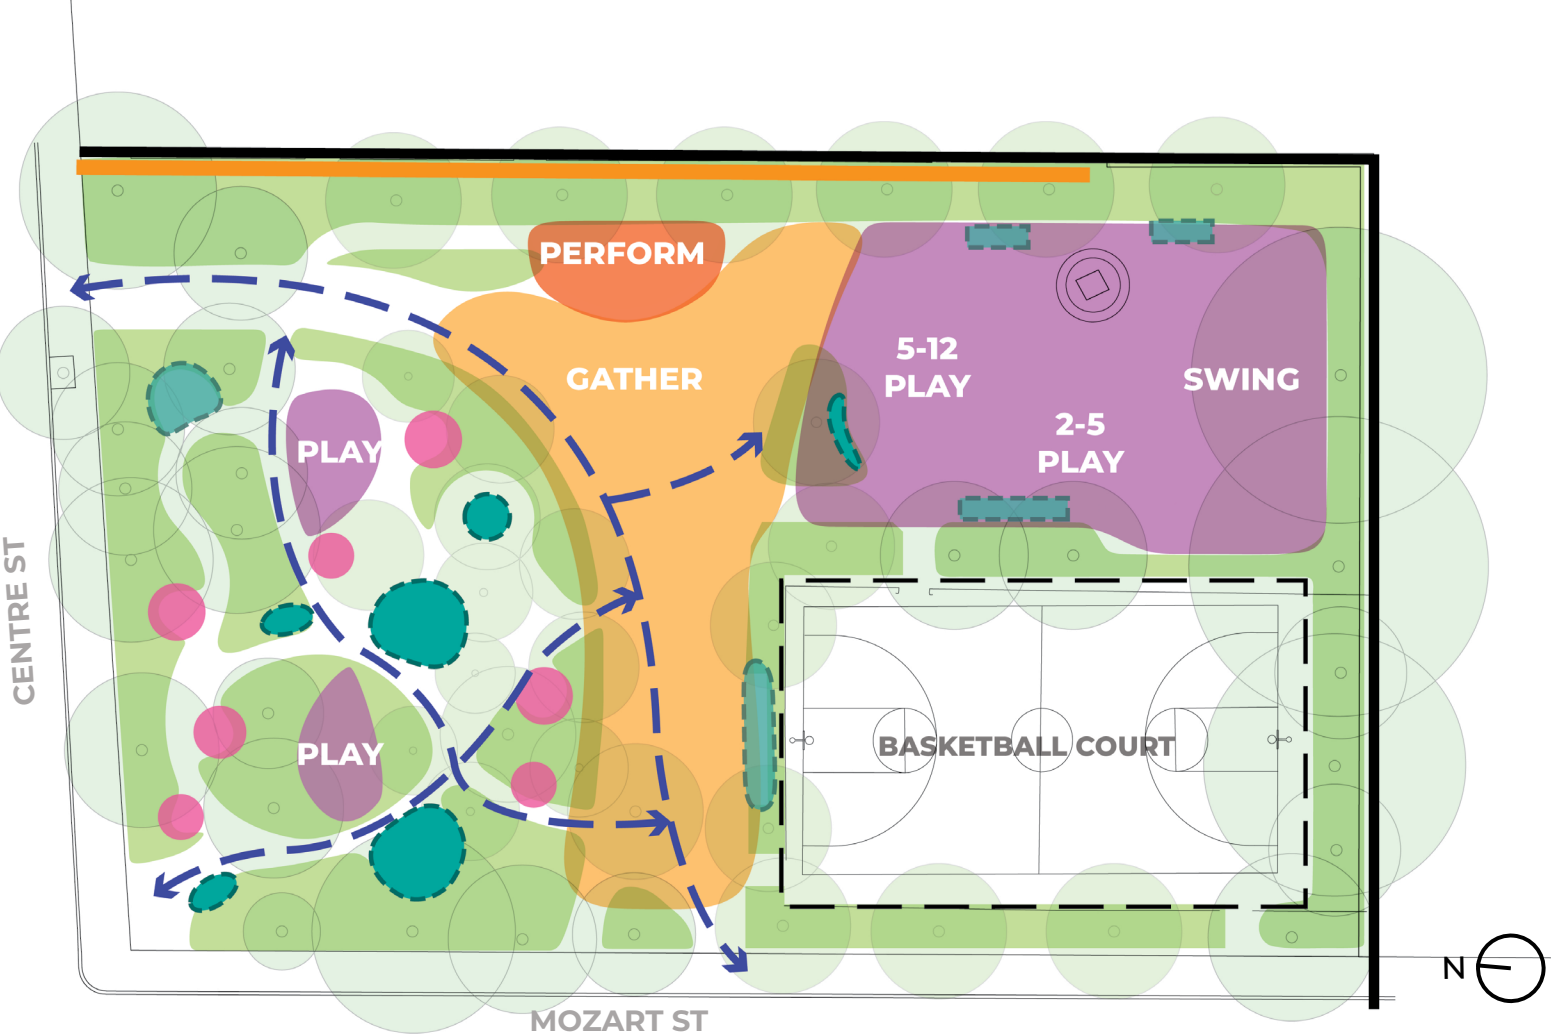 PERFORM
GATHER
5-12
PLAY
SWING
2-5
PLAY
PLAY
CENTRE ST
PLAY
BASKETBALL COURT
N
MOZART ST